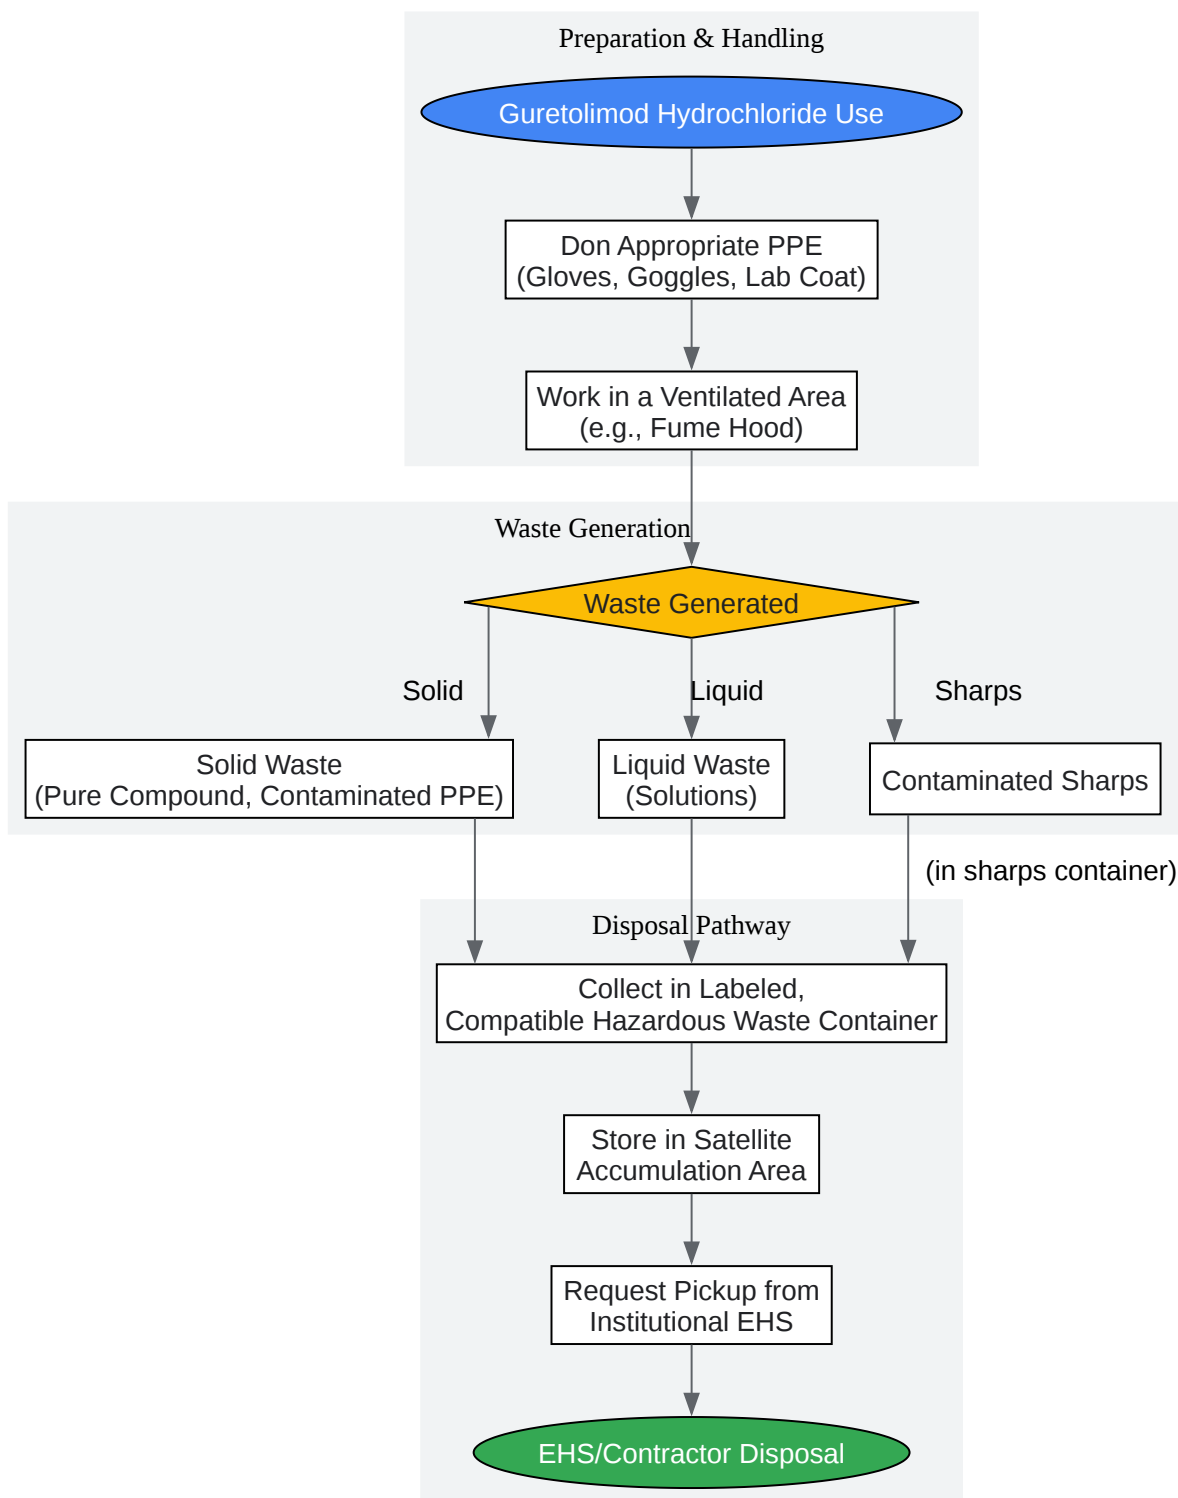 Preparation & Handling
Guretolimod Hydrochloride Use
Don Appropriate PPE
(Gloves, Goggles, Lab Coat)
Work in a Ventilated Area
(e.g., Fume Hood)
Waste Generation
Waste Generated
Solid
Liquid
Sharps
Solid Waste
(Pure Compound, Contaminated PPE)
Liquid Waste
(Solutions)
Contaminated Sharps
(in sharps container)
Disposal Pathway
Collect in Labeled,
Compatible Hazardous Waste Container
Store in Satellite
Accumulation Area
Request Pickup from
Institutional EHS
EHS/Contractor Disposal